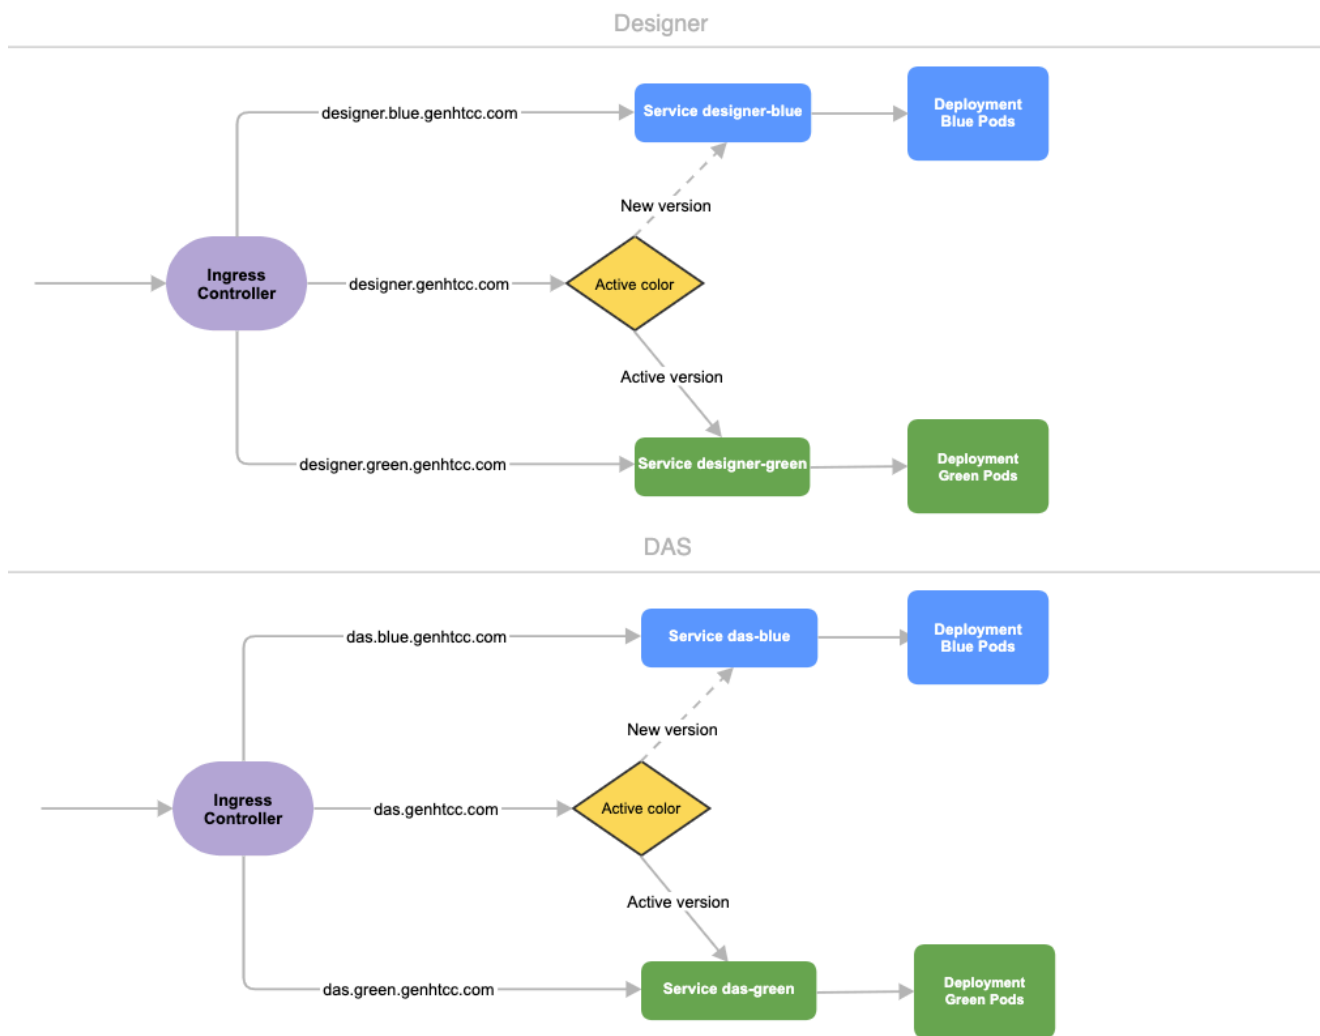 Designer
designer.blue.genhtcc.com
Service designer-blue
Deployment
Blue Pods
New version
Ingress
Controller
designer.genhtcc.com
Active color
Active version
designer.green.genhtcc.com
Service designer-green
Deployment
Green Pods
DAS
das.blue.genhtcc.com
Service das-blue
Deployment
Blue Pods
New version
Ingress
Controller
das.genhtcc.com
Active color
Active version
das.green.genhtcc.com
Service das-green
Deployment
Green Pods